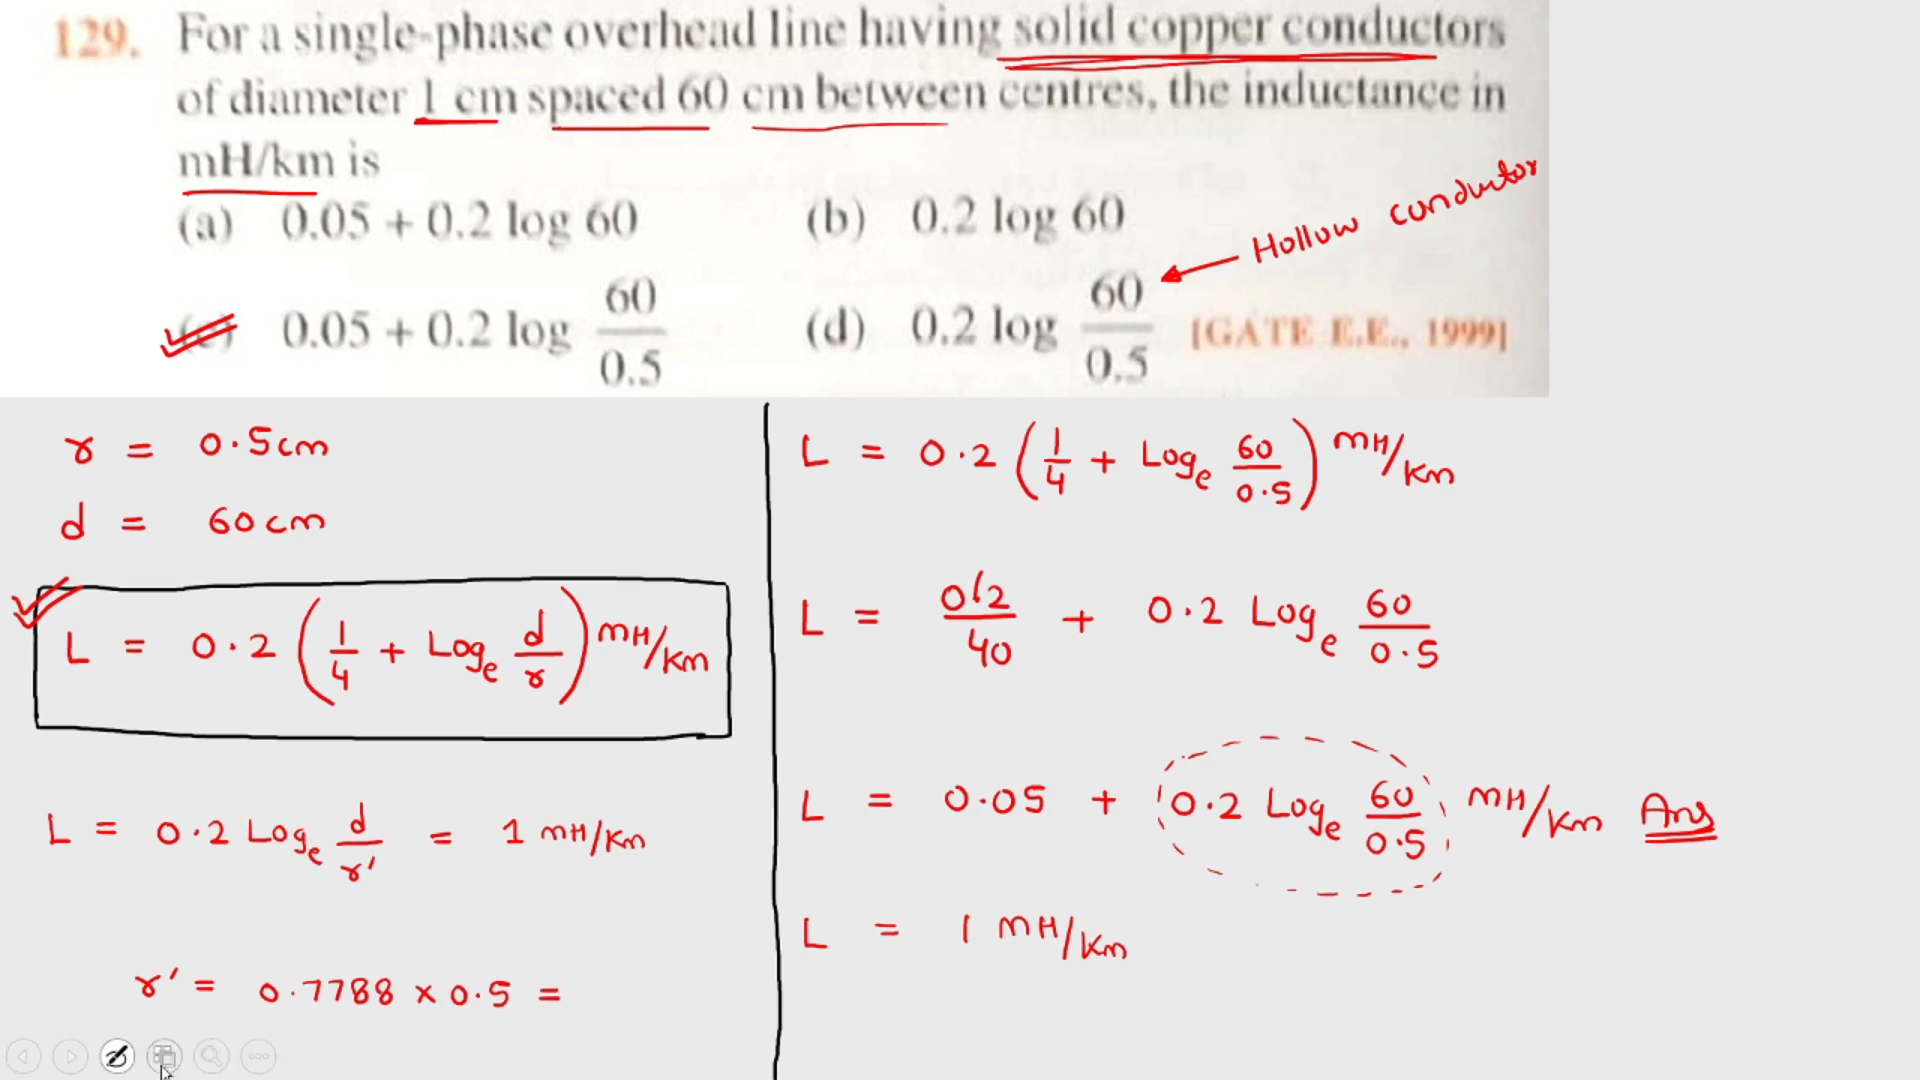 129. For a single-phase overhead line having solid copper conductors
of diameter 1 cm spaced 60 cm between centres, the inductance in
mH/km is
(a) 0.05 + 0.2 log 60
(b) 0.2 log 60
(c) 0.05 + 0.2 log 60/0.5
(d) 0.2 log 60/0.5 [GATE E.E., 1999]
Hollow conductor
r = 0.5cm
d = 60cm
L = 0.2 (1/4 + Logₑ d/r) mH/km
L = 0.2 Logₑ d/r' = 1 mH/km
r' = 0.7788 × 0.5 =
L = 0.2 (1/4 + Logₑ 60/0.5) mH/km
L = 0/2/40 + 0.2 Logₑ 60/0.5
L = 0.05 + 0.2 Logₑ 60/0.5 mH/km Ans
L = 1 mH/km